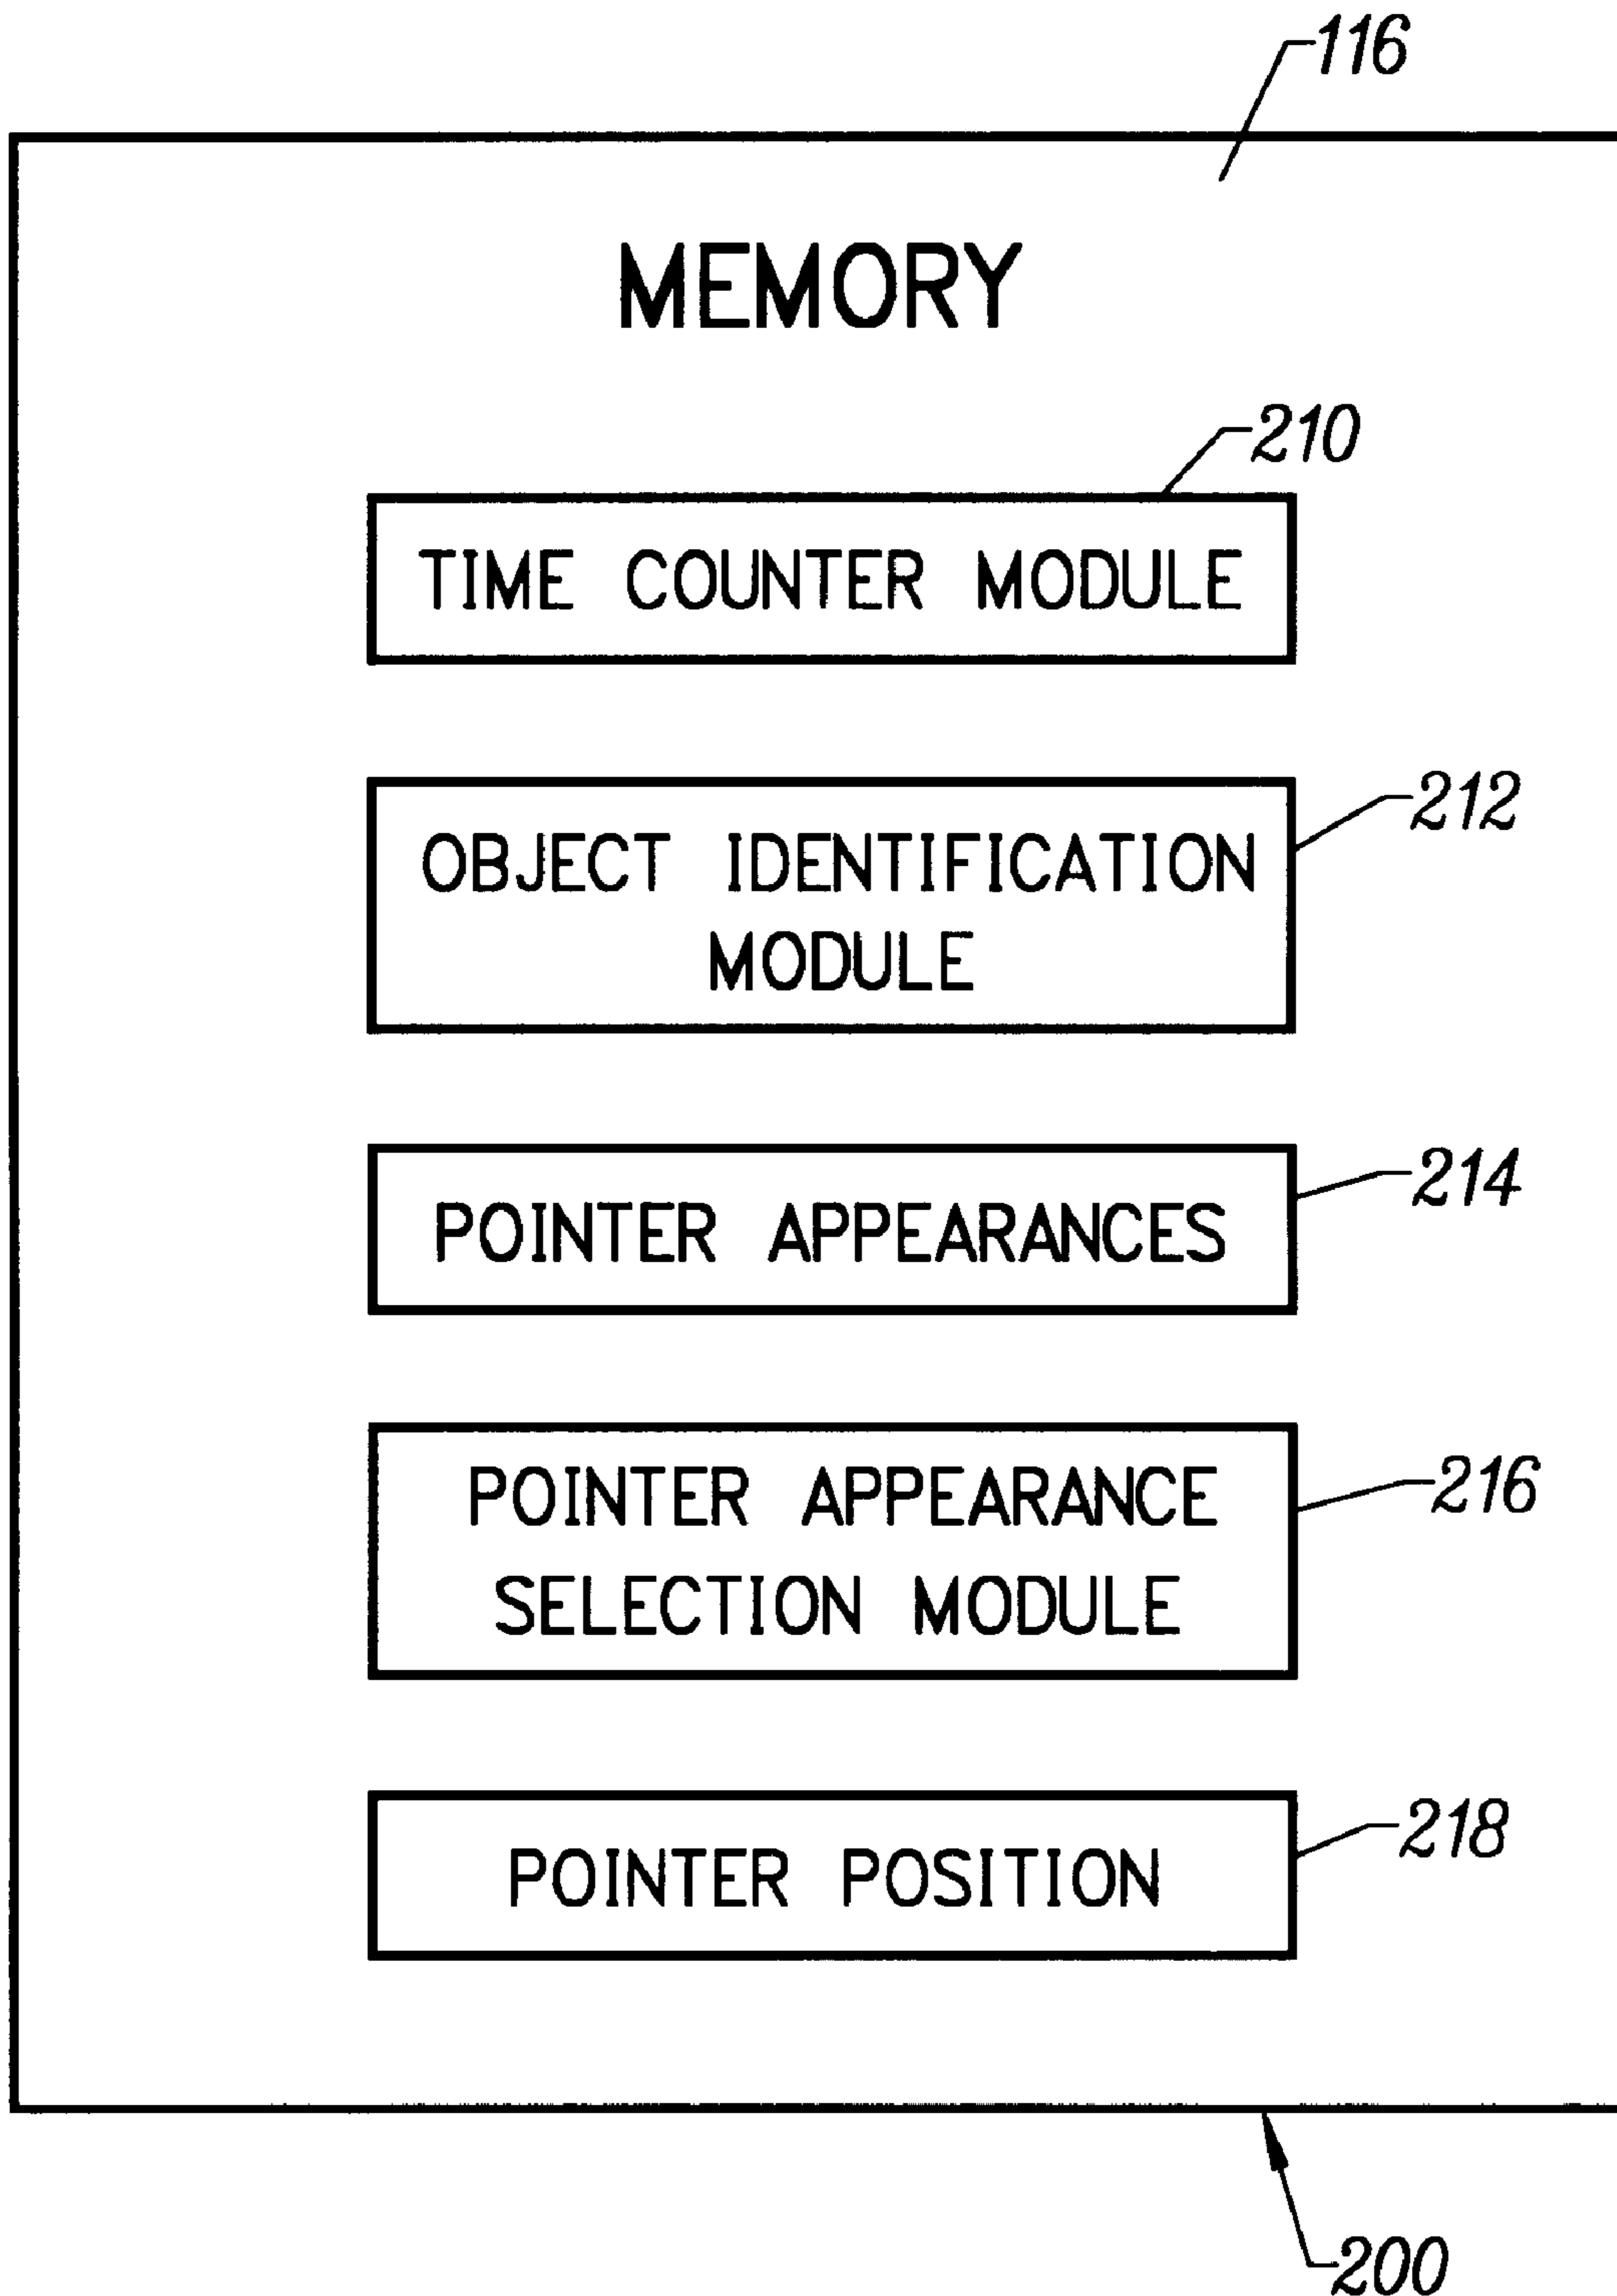 116
MEMORY
210
TIME COUNTER MODULE
212
OBJECT IDENTIFICATION
MODULE
214
POINTER APPEARANCES
216
POINTER APPEARANCE
SELECTION MODULE
218
POINTER POSITION
200